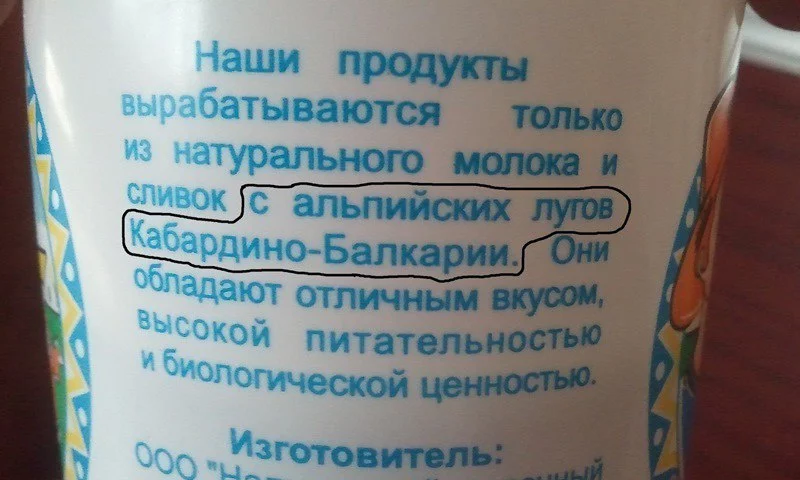 Наши продукты
вырабатываются только
из натурального молока и
сливок с альпийских лугов
Кабардино-Балкарии. Они
обладают отличным вкусом,
высокой питательностью
и биологической ценностью.
Изготовитель:
ООО